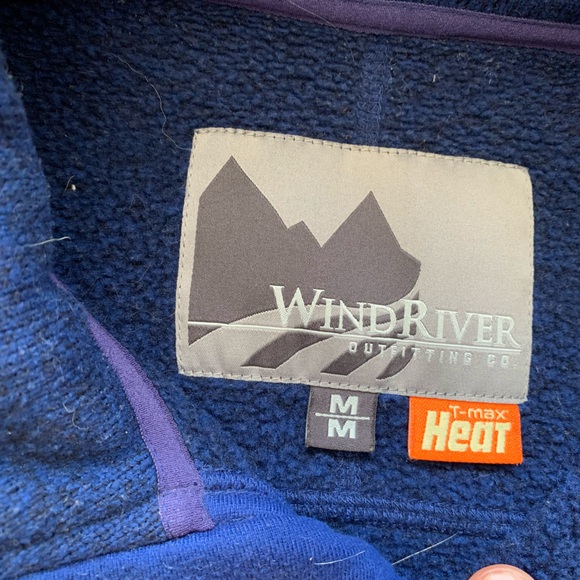 WINDRIVER
OUTFITTING CO.
M
M
T-max
Heat